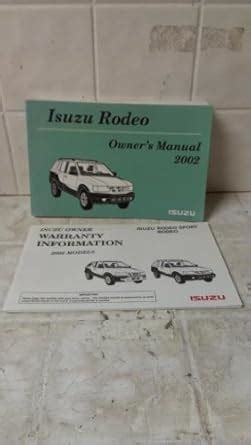 Isuzu Rodeo
Owner's Manual
2002
ISUZU
ISUZU OWNER
WARRANTY
INFORMATION
2002 MODELS
ISUZU RODEO SPORT
RODEO
ISUZU